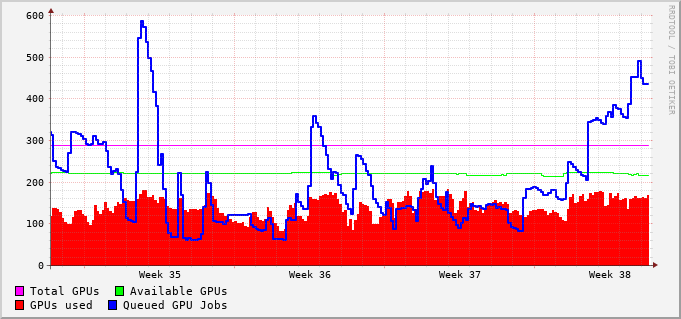 600
500
400
300
200
100
0
Week 35 Week 36 Week 37 Week 38
Total GPUs Available GPUs
GPUs used Queued GPU Jobs
RRDTOOL / TOBI OETIKER